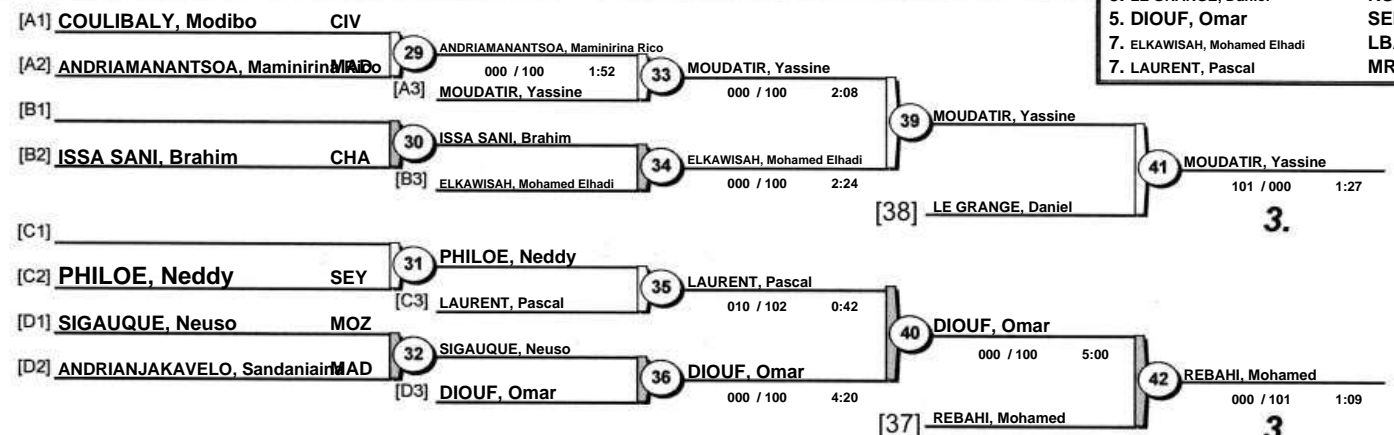 [A1] COULIBALY, Modibo CIV
[A2] ANDRIAMANANTSOA, Maminirina Rico MAD
29
ANDRIAMANANTSOA, Maminirina Rico
000 / 100 1:52
[A3] MOUDATIR, Yassine
33
MOUDATIR, Yassine
000 / 100 2:08
[B1]
[B2] ISSA SANI, Brahim CHA
30
ISSA SANI, Brahim
[B3] ELKAWISAH, Mohamed Elhadi
34
ELKAWISAH, Mohamed Elhadi
000 / 100 2:24
39
MOUDATIR, Yassine
[38] LE GRANGE, Daniel
41
MOUDATIR, Yassine
101 / 000 1:27
3.
[C1]
[C2] PHILOE, Neddy SEY
31
PHILOE, Neddy
[C3] LAURENT, Pascal
35
LAURENT, Pascal
010 / 102 0:42
[D1] SIGAUQUE, Neuso MOZ
[D2] ANDRIANJAKAVELO, Sandaniaina MAD
32
SIGAUQUE, Neuso
[D3] DIOUF, Omar
36
DIOUF, Omar
000 / 100 4:20
40
DIOUF, Omar
000 / 100 5:00
[37] REBAHI, Mohamed
42
REBAHI, Mohamed
000 / 101 1:09
3
5. DIOUF, Omar
7. ELKAWISAH, Mohamed Elhadi LB
7. LAURENT, Pascal MR